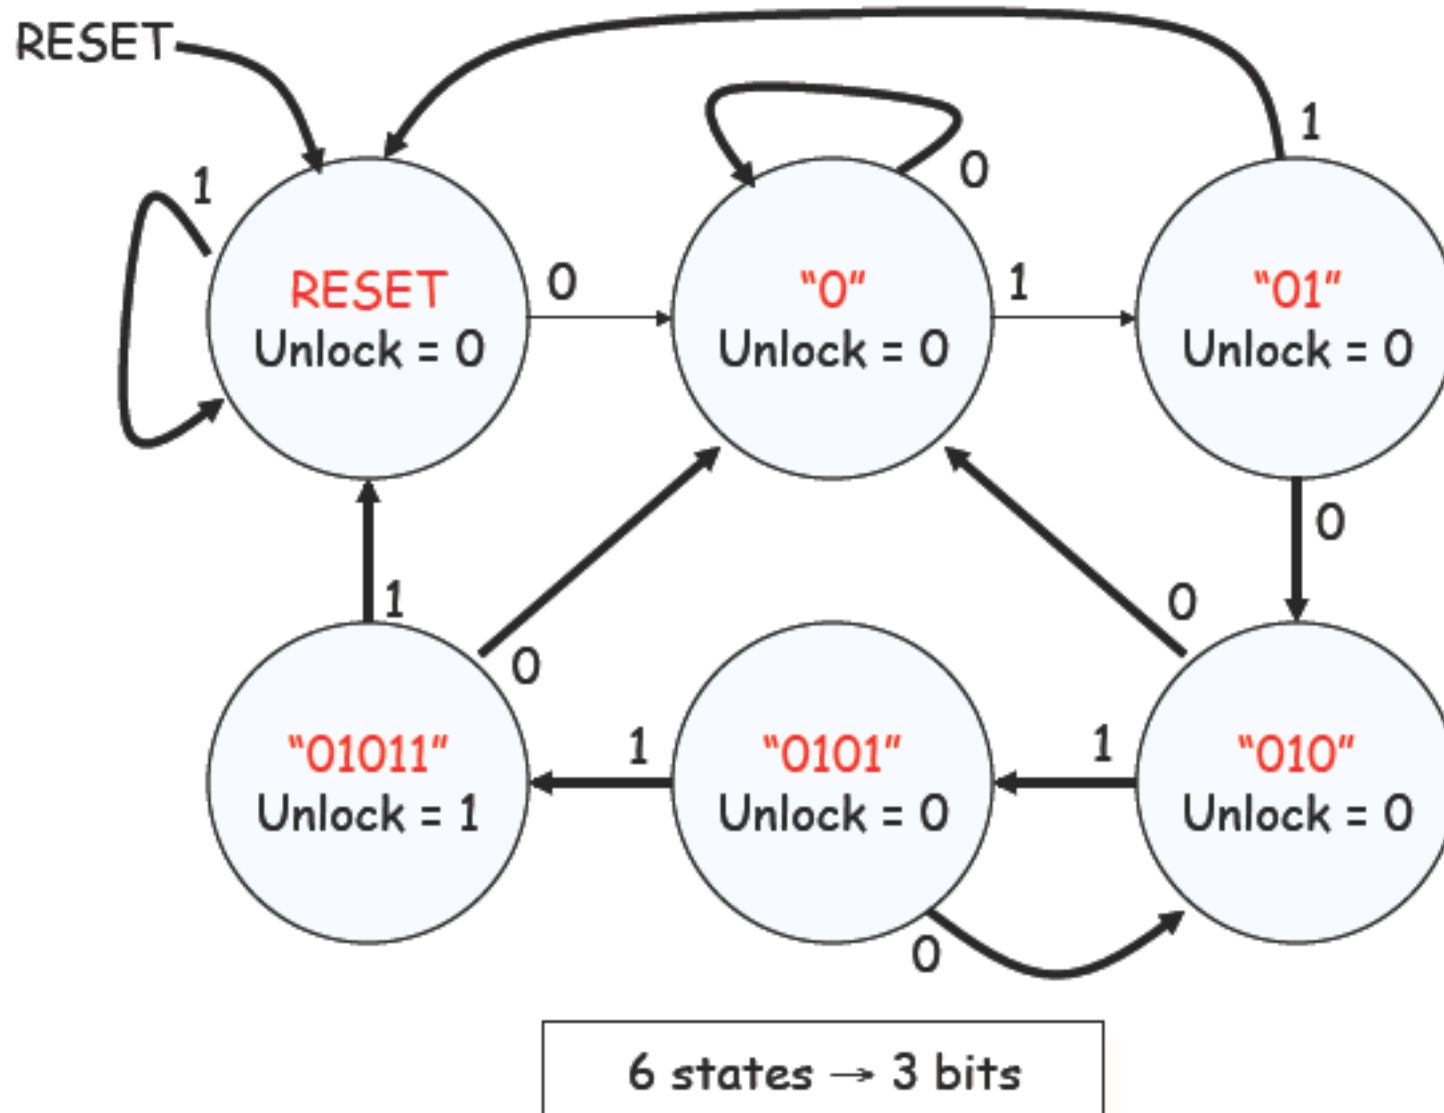 RESET
1
0
1
RESET
Unlock = 0
0
“0”
Unlock = 0
1
“01”
Unlock = 0
0
1
0
0
“01011”
Unlock = 1
1
“0101”
Unlock = 0
1
“010”
Unlock = 0
0
6 states → 3 bits